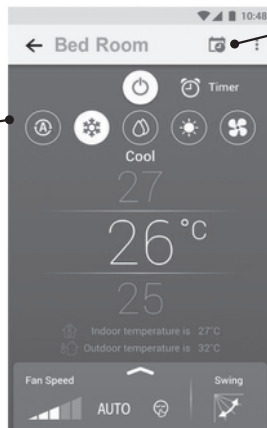 10:48
Bed Room
Timer
A
Cool
27
26°C
25
Indoor temperature is 27°C
Outdoor temperature is 32°C
Fan Speed
Swing
AUTO